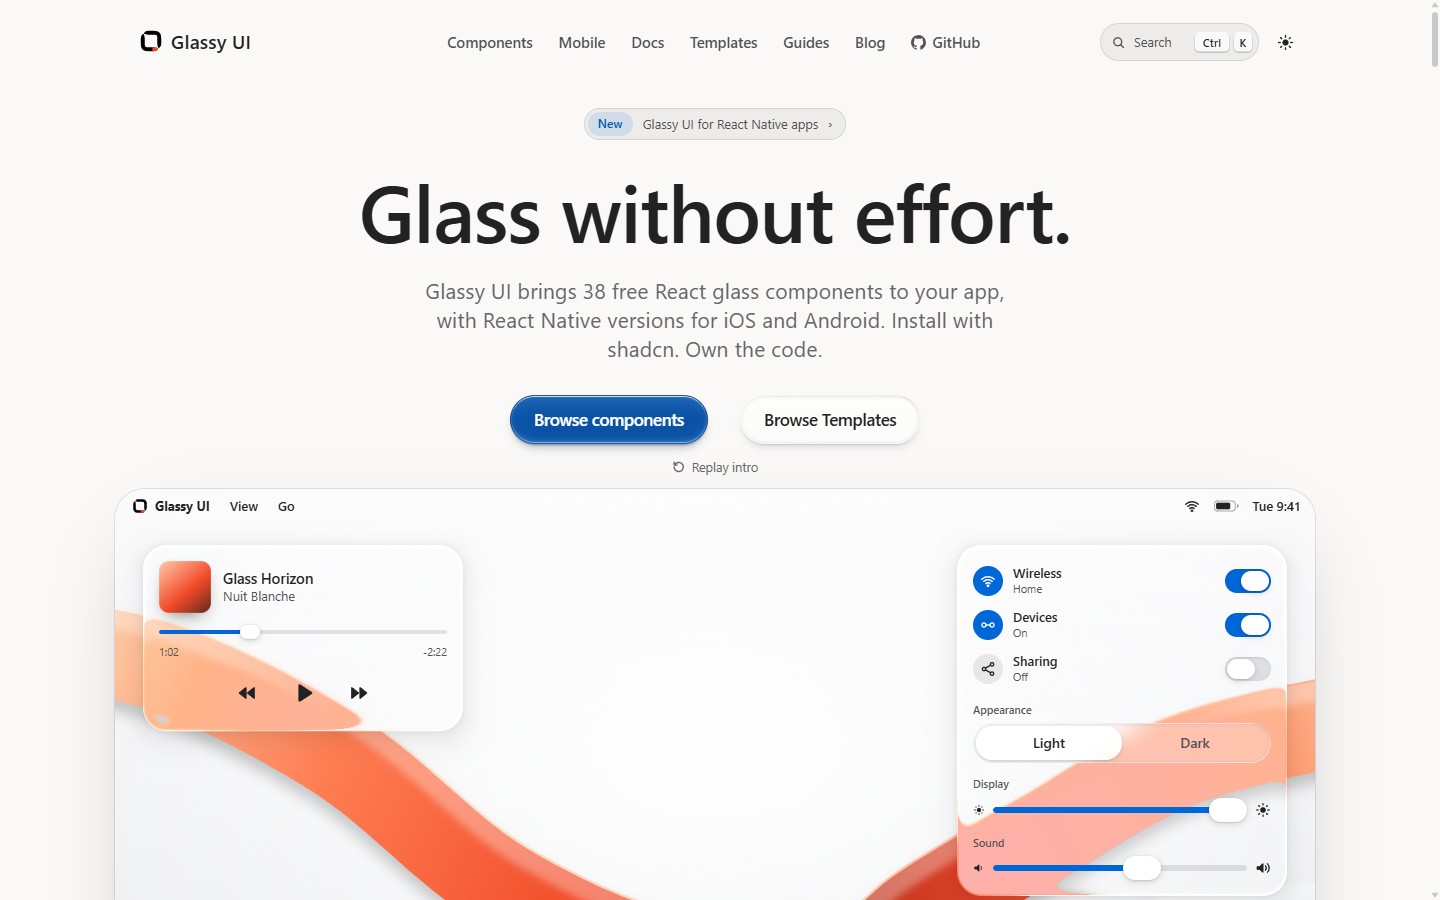 Glassy UI
Components Mobile Docs Templates Guides Blog GitHub
Search Ctrl K
New Glassy UI for React Native apps ›
Glass without effort.
Glassy UI brings 38 free React glass components to your app,
with React Native versions for iOS and Android. Install with
shadcn. Own the code.
Browse components Browse Templates
Replay intro
Glassy UI View Go
Tue 9:41
Glass Horizon
Nuit Blanche
1:02 -2:22
Wireless
Home
Devices
On
Sharing
Off
Appearance
Light Dark
Display
Sound